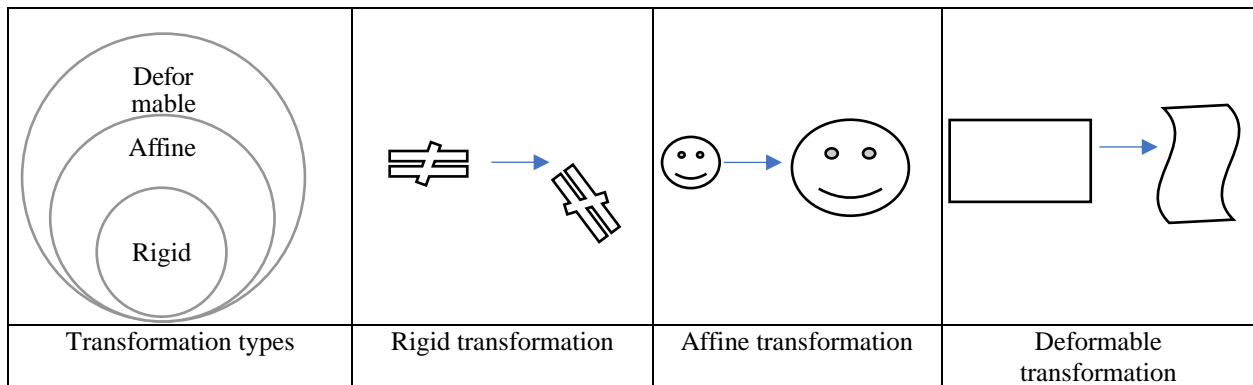 Defor
mable
Affine
Rigid
Transformation types
Rigid transformation
Affine transformation
Deformable
transformation